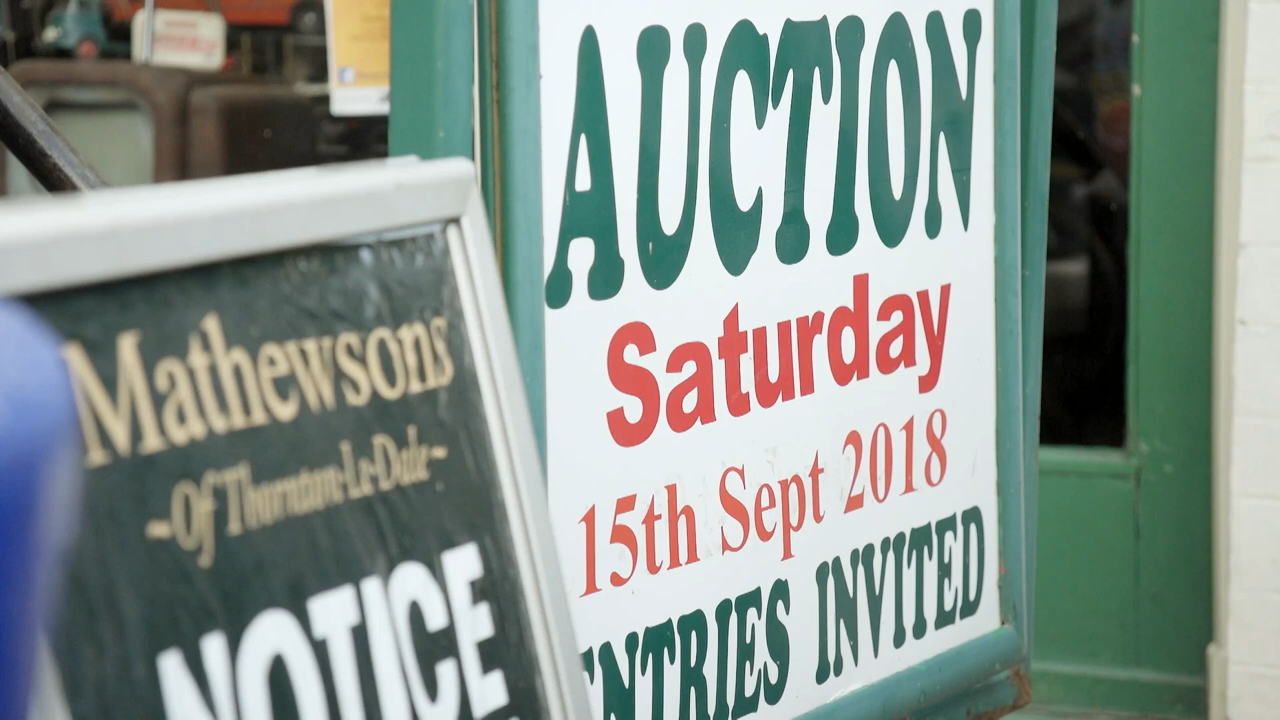 Mathewsons
~Of Thornton-Le-Dale~
NOTICE
AUCTION
Saturday
15th Sept 2018
ENTRIES INVITED